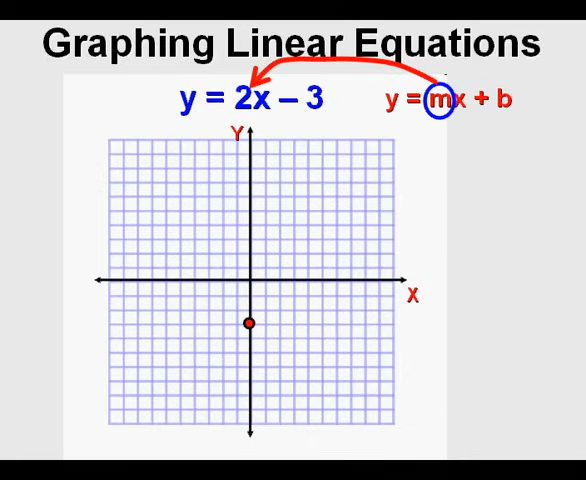 Graphing Linear Equations
y = 2x – 3 y = mx + b
Y
X